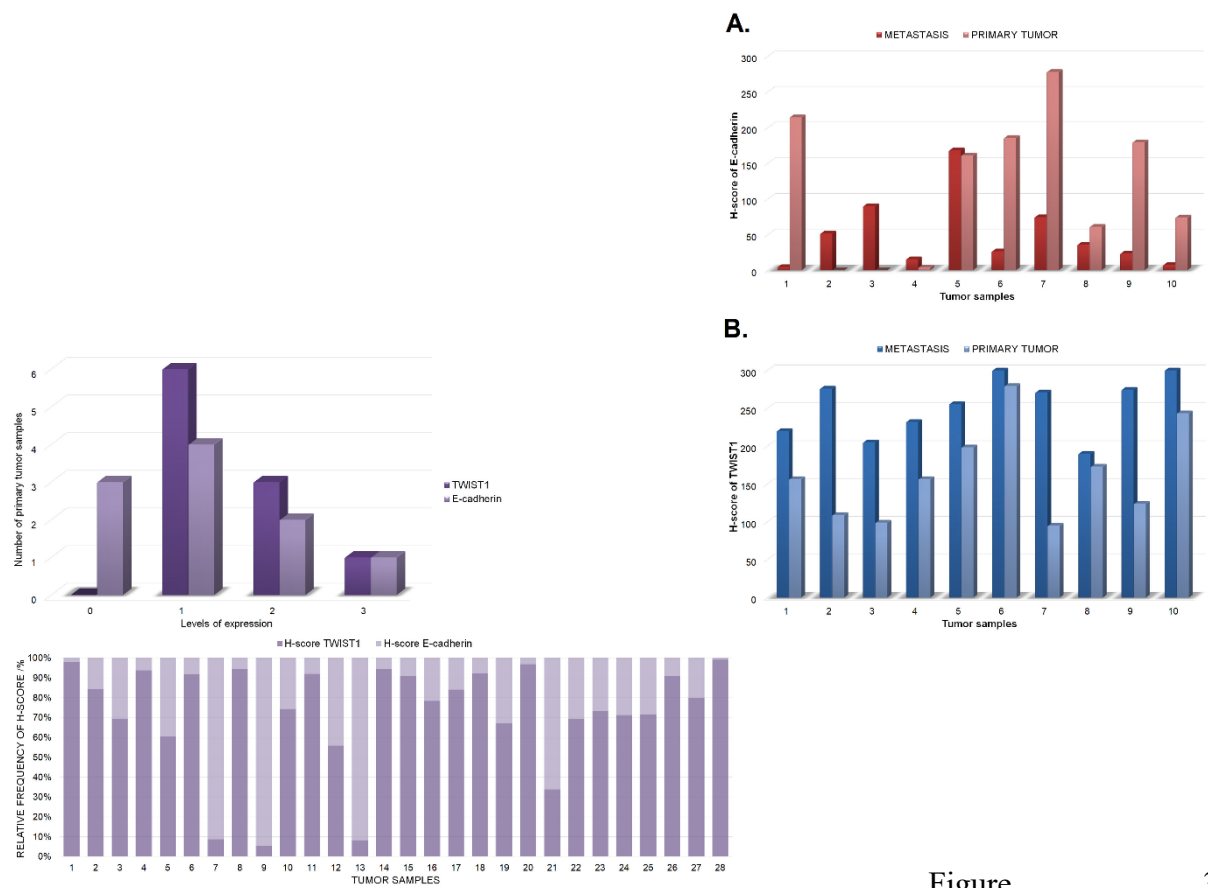 A.
METASTASIS PRIMARY TUMOR
H-score of E-cadherin
300
250
200
150
100
50
0
1 2 3 4 5 6 7 8 9 10
Tumor samples
B.
METASTASIS PRIMARY TUMOR
H-score of TWIST1
300
250
200
150
100
50
0
1 2 3 4 5 6 7 8 9 10
Tumor samples
Number of primary tumor samples
6
5
4
3
2
1
0
0 1 2 3
Levels of expression
TWIST1
E-cadherin
H-score TWIST1 H-score E-cadherin
RELATIVE FREQUENCY OF H-SCORE /%
100%
90%
80%
70%
60%
50%
40%
30%
20%
10%
0%
1 2 3 4 5 6 7 8 9 10 11 12 13 14 15 16 17 18 19 20 21 22 23 24 25 26 27 28
TUMOR SAMPLES
Figure